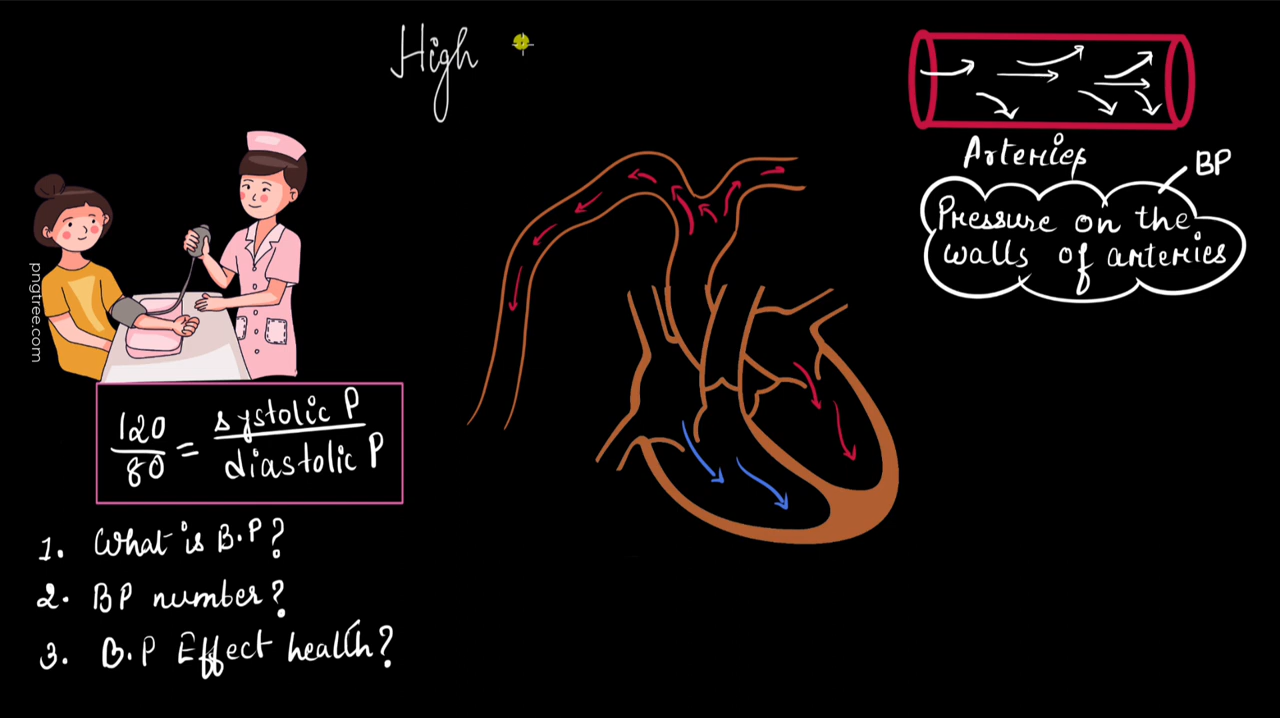 High
Arteries
BP
Pressure on the
walls of arteries
pngtree.com
120/80 = systolic P/diastolic P
1. What is B.P?
2. BP number?
3. B.P Effect health?